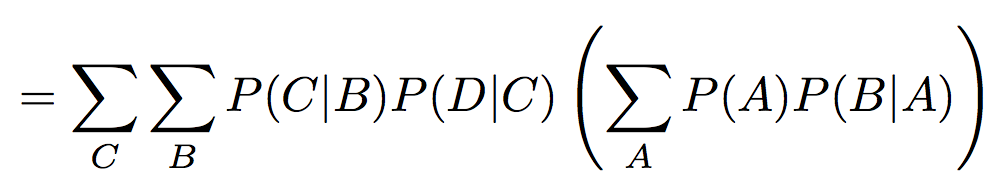 = ∑_C ∑_B P(C|B)P(D|C) (∑_A P(A)P(B|A))